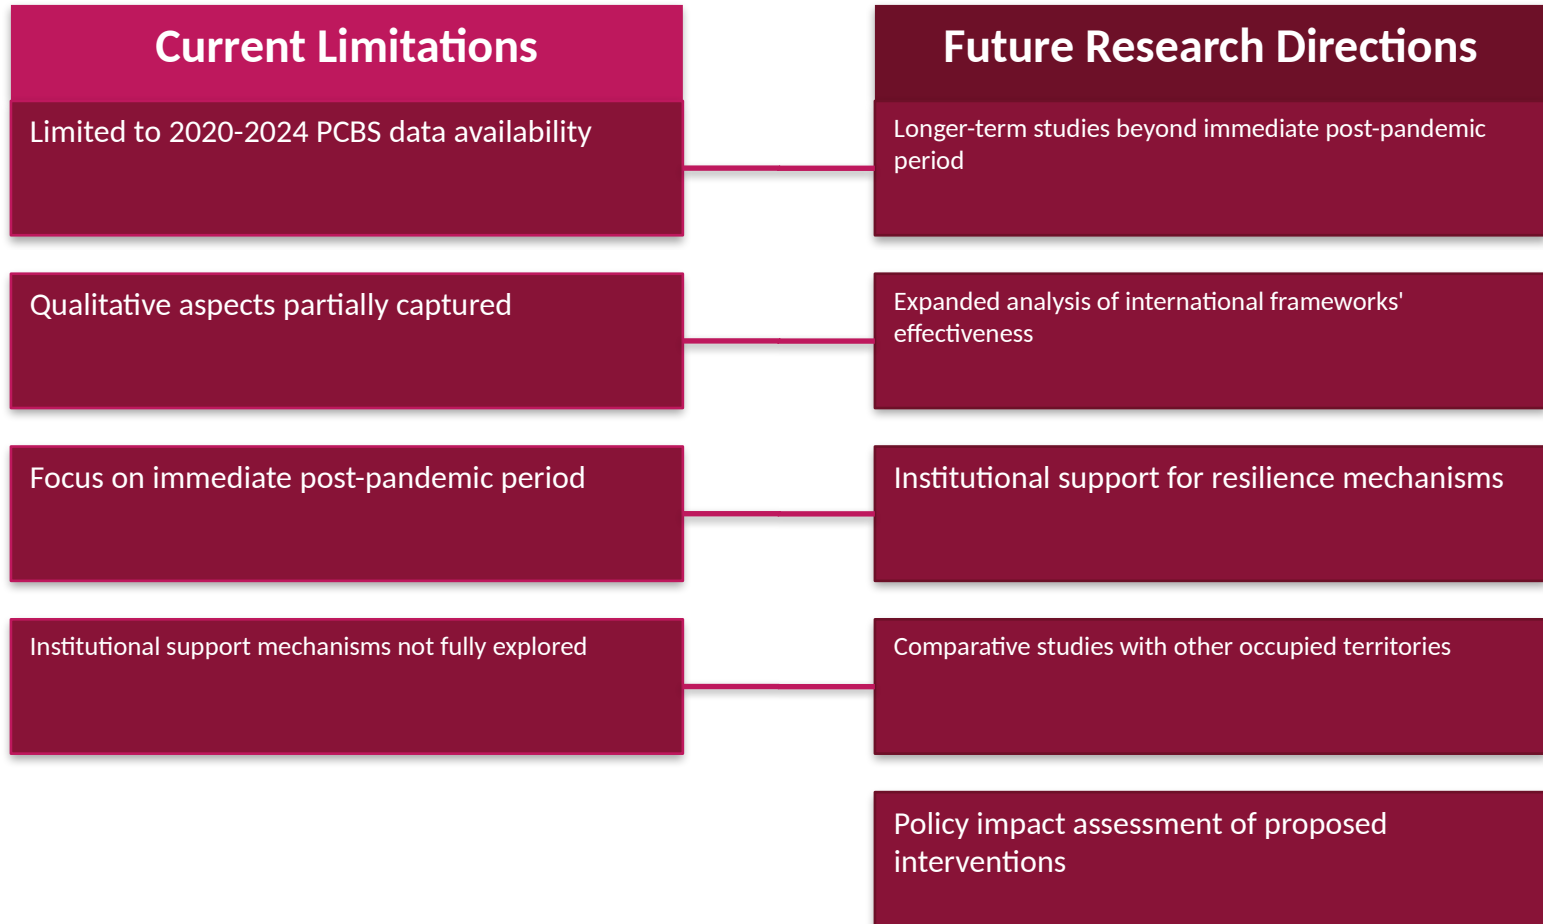 Current Limitations
Limited to 2020-2024 PCBS data availability
Qualitative aspects partially captured
Focus on immediate post-pandemic period
Institutional support mechanisms not fully explored
Future Research Directions
Longer-term studies beyond immediate post-pandemic
period
Expanded analysis of international frameworks'
effectiveness
Institutional support for resilience mechanisms
Comparative studies with other occupied territories
Policy impact assessment of proposed
interventions